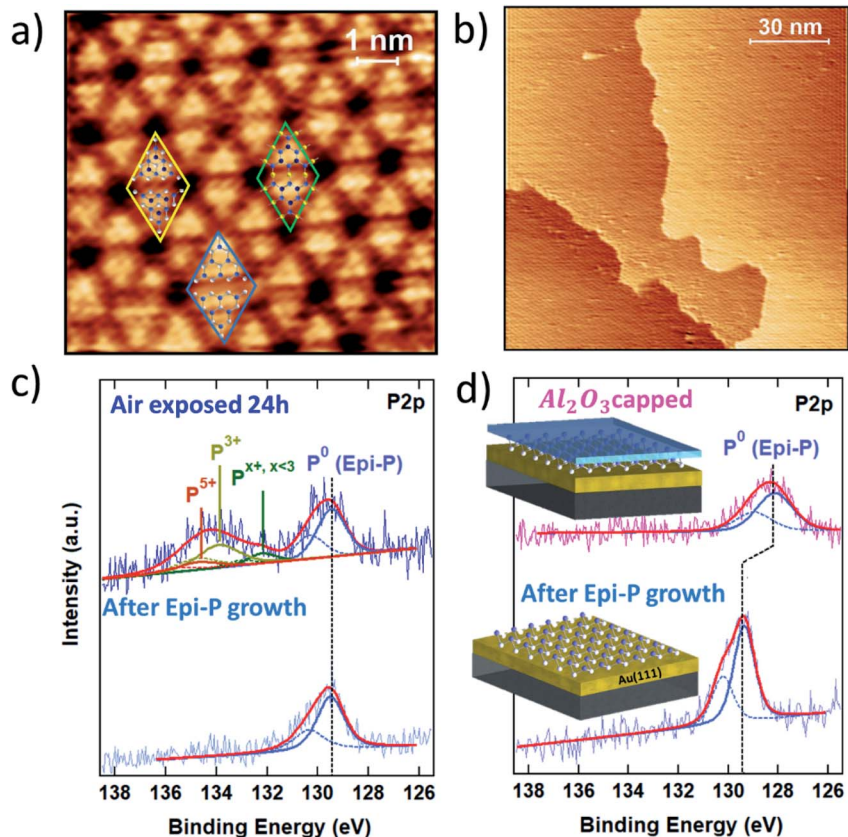 a)
1 nm
b)
30 nm
c)
Air exposed 24h
P2p
P³⁺
P⁵⁺
Pˣ⁺, ˣ<³
P⁰ (Epi-P)
After Epi-P growth
Intensity (a.u.)
138 136 134 132 130 128 126
Binding Energy (eV)
d)
Al₂O₃capped
P2p
P⁰ (Epi-P)
After Epi-P growth
Au(111)
138 136 134 132 130 128 126
Binding Energy (eV)